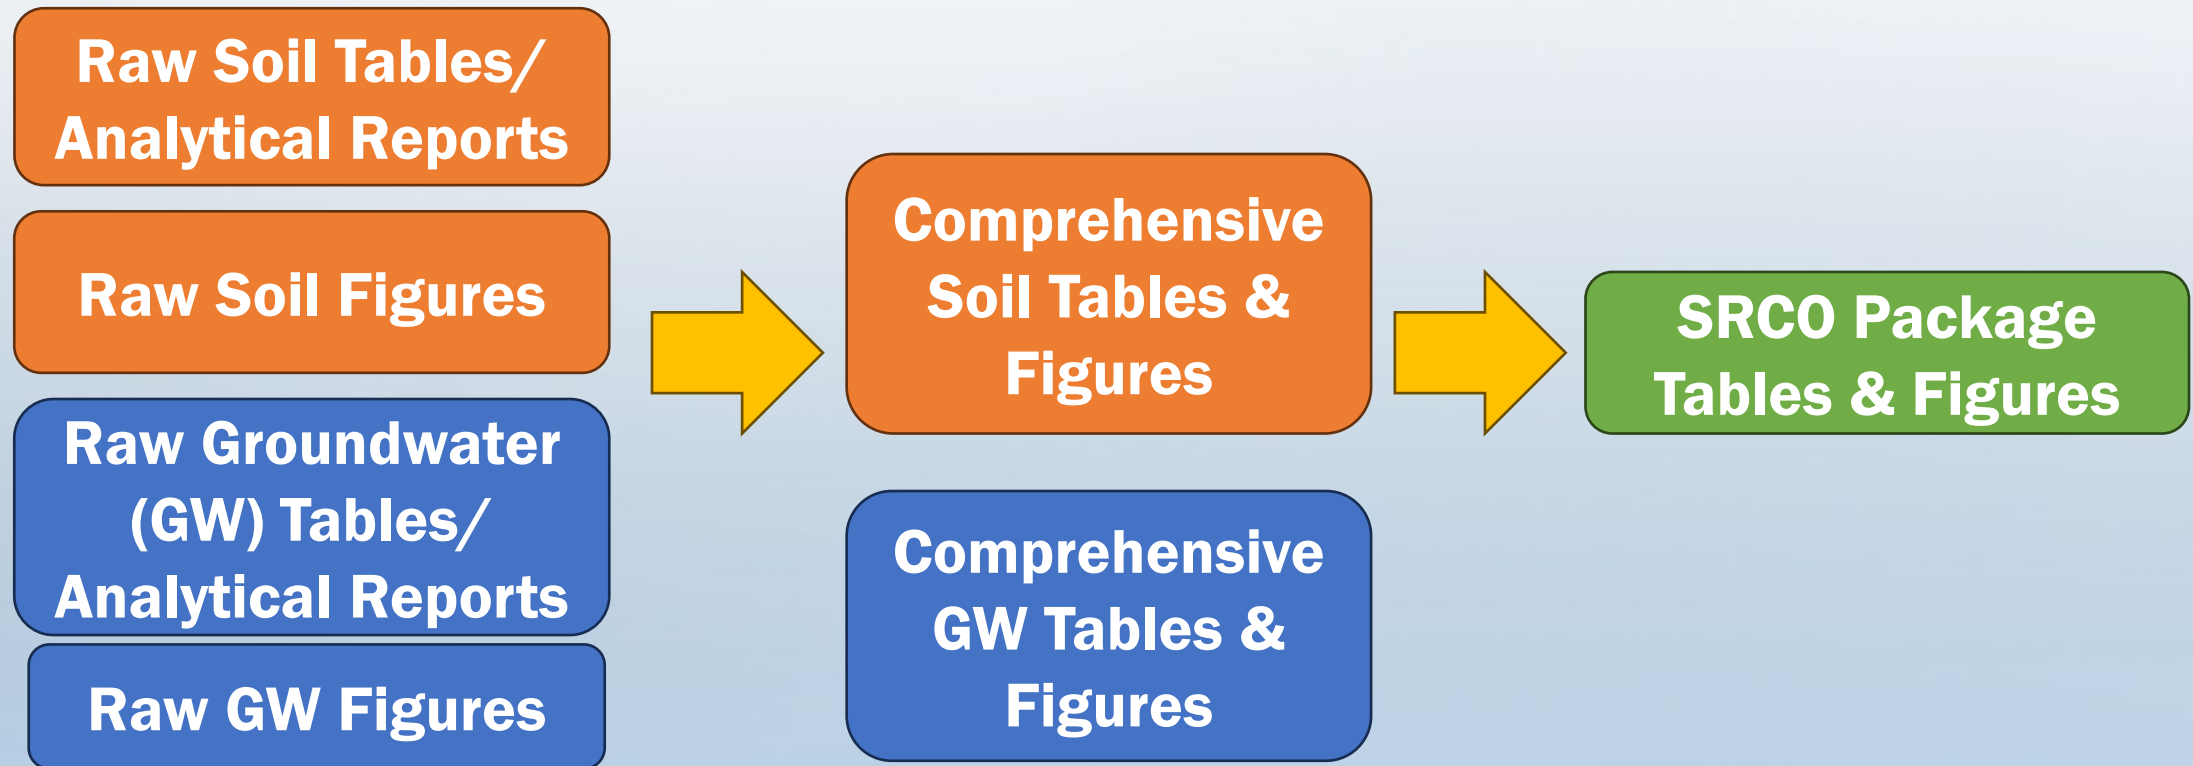 Raw Soil Tables/
Analytical Reports
Raw Soil Figures
Raw Groundwater
(GW) Tables/
Analytical Reports
Raw GW Figures
Comprehensive
Soil Tables &
Figures
Comprehensive
GW Tables &
Figures
SRCO Package
Tables & Figures